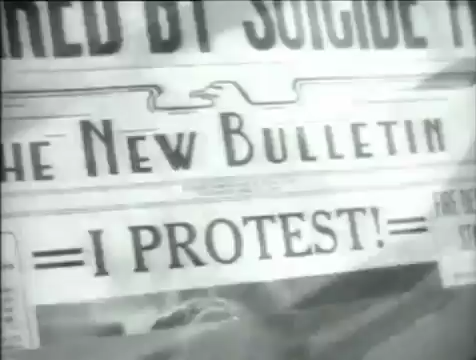 RED BY SUICIDE
HE NEW BULLETIN
=I PROTEST!=